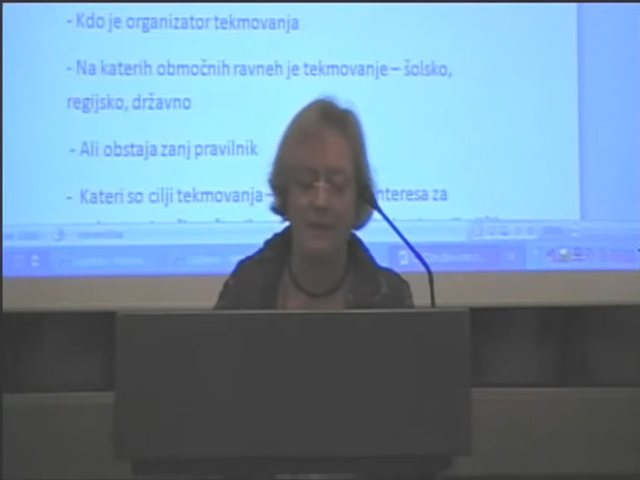 - Kdo je organizator tekmovanja
- Na katerih območnih ravneh je tekmovanje – šolsko,
regijsko, državno
- Ali obstaja zanj pravilnik
- Kateri so cilji tekmovanja – nteresa za